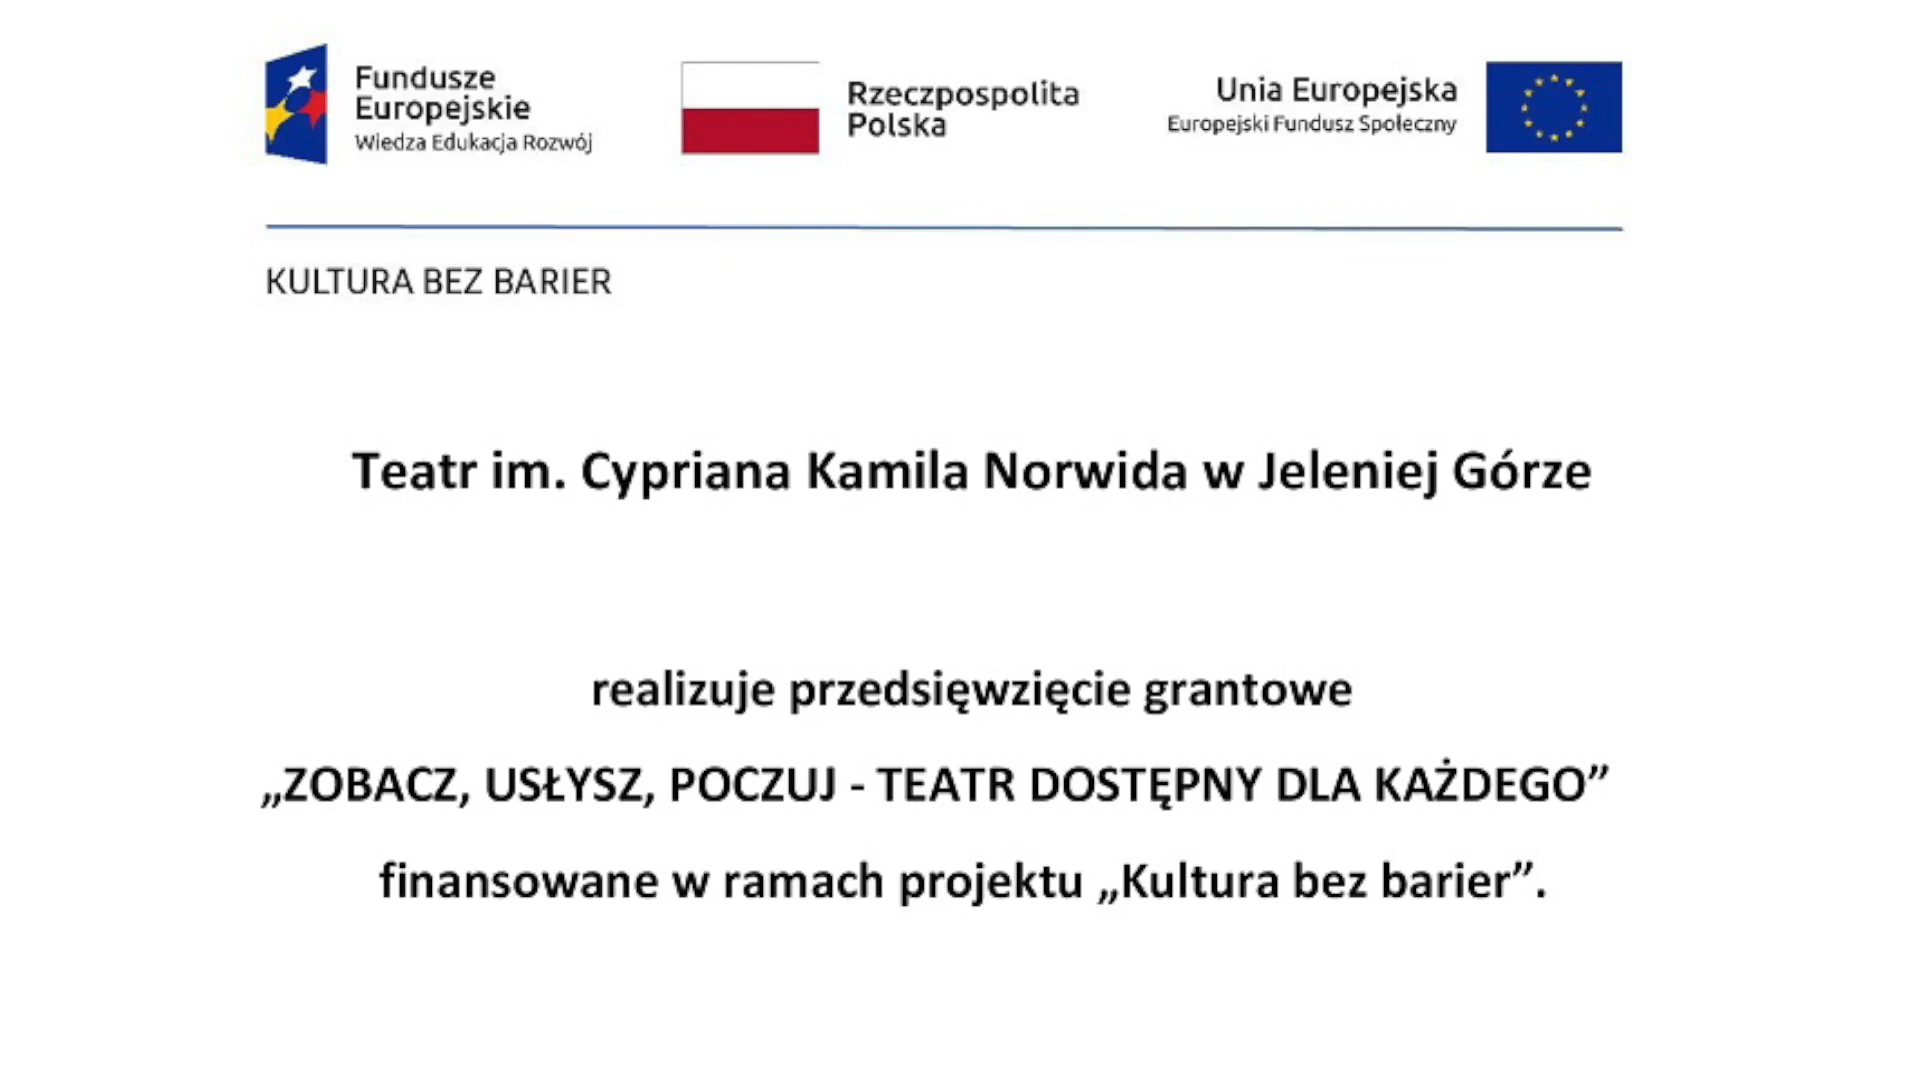 Fundusze
Europejskie
Wiedza Edukacja Rozwój
Rzeczpospolita
Polska
Unia Europejska
Europejski Fundusz Społeczny
KULTURA BEZ BARIER
Teatr im. Cypriana Kamila Norwida w Jeleniej Górze
realizuje przedsięwzięcie grantowe
„ZOBACZ, USŁYSZ, POCZUJ - TEATR DOSTĘPNY DLA KAŻDEGO”
finansowane w ramach projektu „Kultura bez barier”.